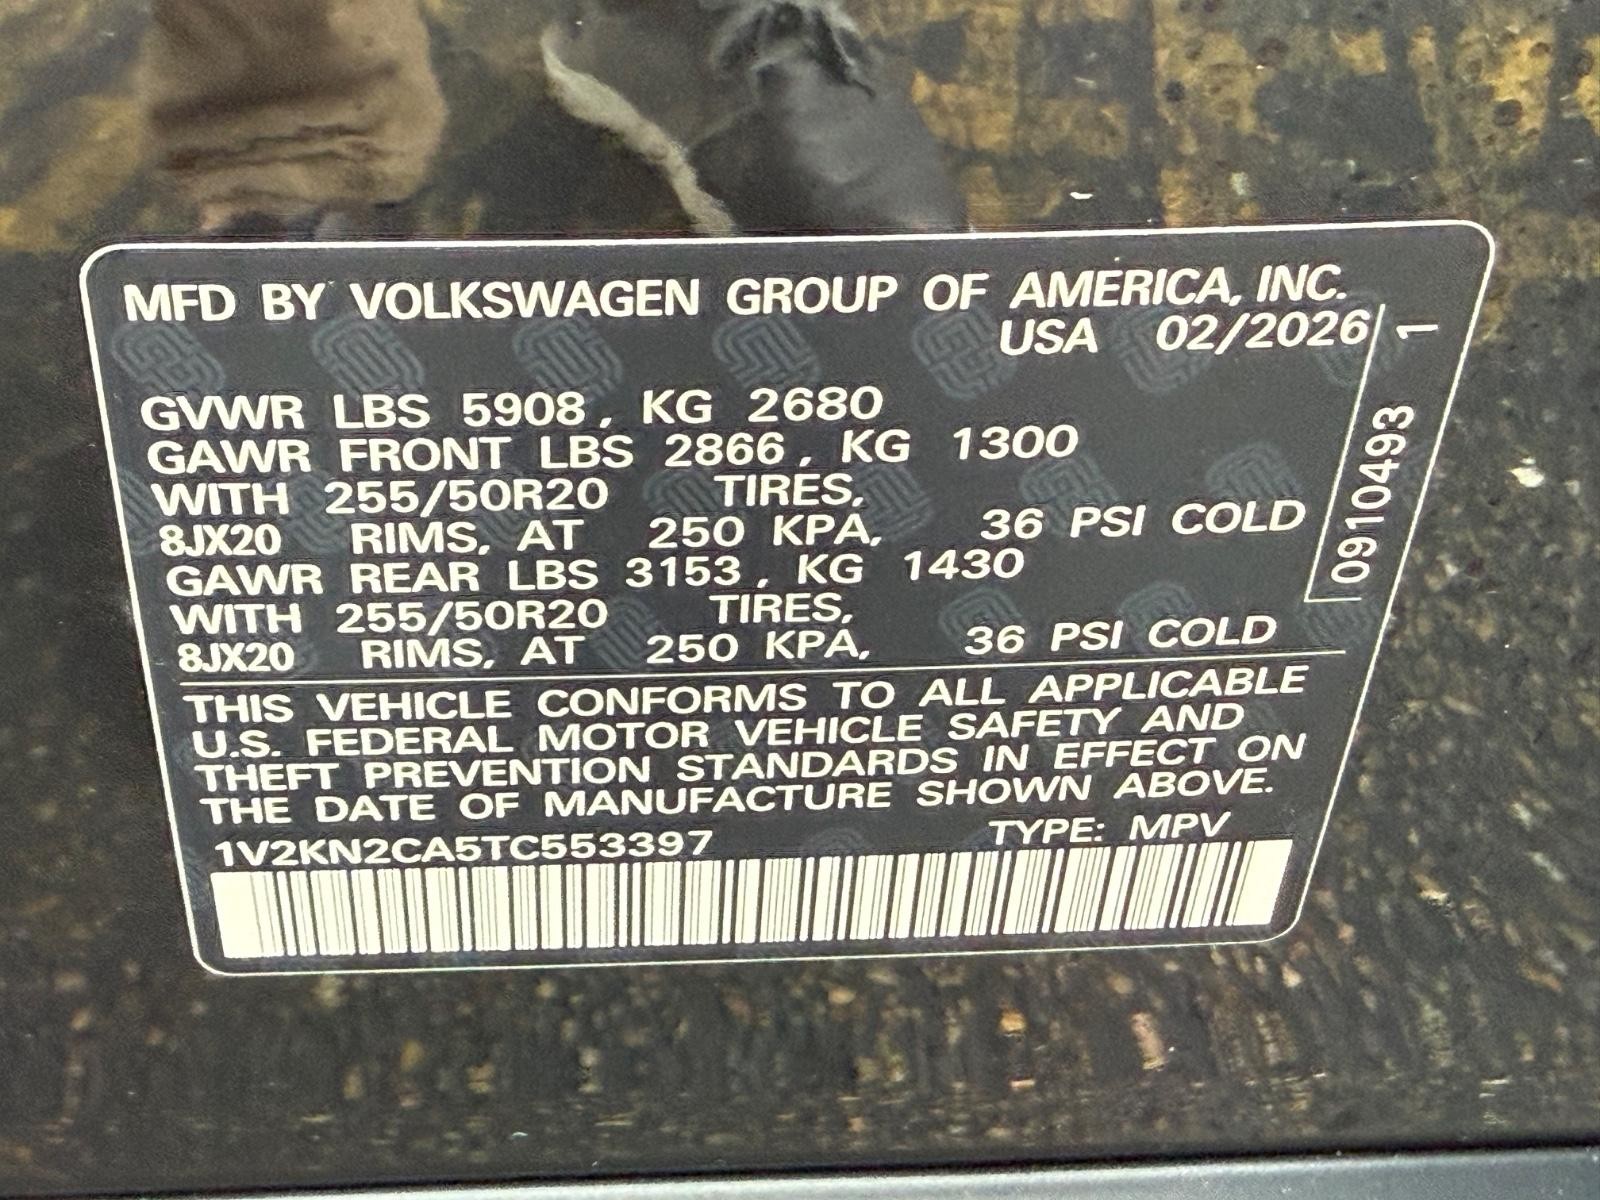 MFD BY VOLKSWAGEN GROUP OF AMERICA, INC.
USA 02/2026
GVWR LBS 5908, KG 2680
GAWR FRONT LBS 2866, KG 1300
WITH 255/50R20 TIRES,
8JX20 RIMS, AT 250 KPA, 36 PSI COLD
GAWR REAR LBS 3153, KG 1430
WITH 255/50R20 TIRES,
8JX20 RIMS, AT 250 KPA, 36 PSI COLD
THIS VEHICLE CONFORMS TO ALL APPLICABLE
U.S. FEDERAL MOTOR VEHICLE SAFETY AND
THEFT PREVENTION STANDARDS IN EFFECT ON
THE DATE OF MANUFACTURE SHOWN ABOVE.
1V2KN2CA5TC553397 TYPE: MPV
0910493 1